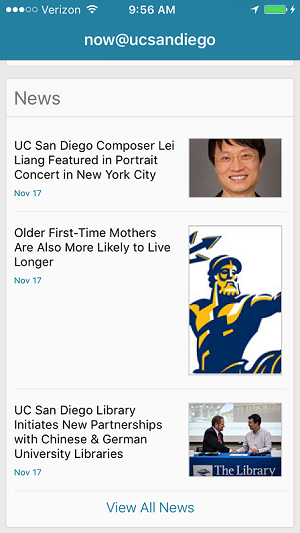 Verizon 9:56 AM
now@ucsandiego
News
UC San Diego Composer Lei
Liang Featured in Portrait
Concert in New York City
Nov 17
Older First-Time Mothers
Are Also More Likely to Live
Longer
Nov 17
UC San Diego Library
Initiates New Partnerships
with Chinese & German
University Libraries
Nov 17
The Library
View All News